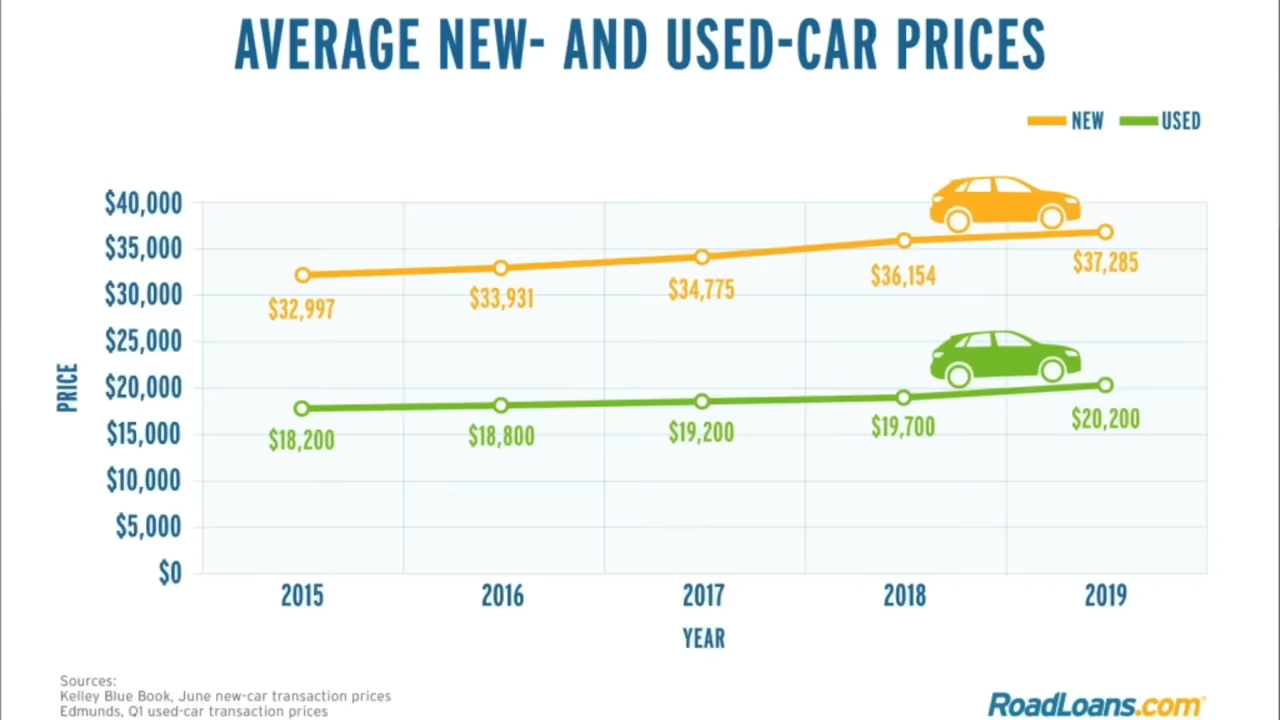 AVERAGE NEW- AND USED-CAR PRICES
NEW USED
$40,000
$35,000
$30,000
$25,000
$20,000
$15,000
$10,000
$5,000
$0
PRICE
$32,997
$33,931
$34,775
$36,154
$37,285
$18,200
$18,800
$19,200
$19,700
$20,200
2015 2016 2017 2018 2019
YEAR
Sources:
Kelley Blue Book, June new-car transaction prices
Edmunds, Q1 used-car transaction prices
RoadLoans.com